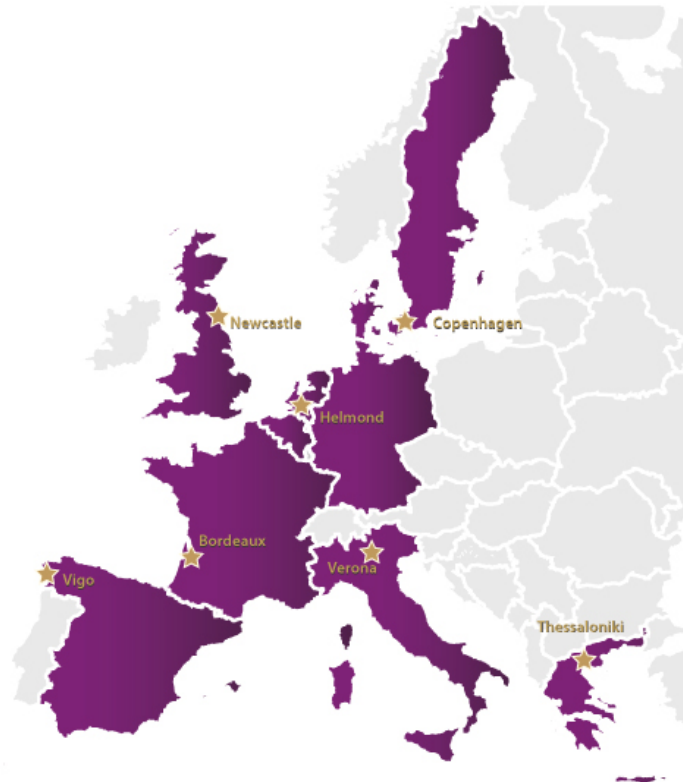 Newcastle
Copenhagen
Helmond
Bordeaux
Verona
Vigo
Thessaloniki